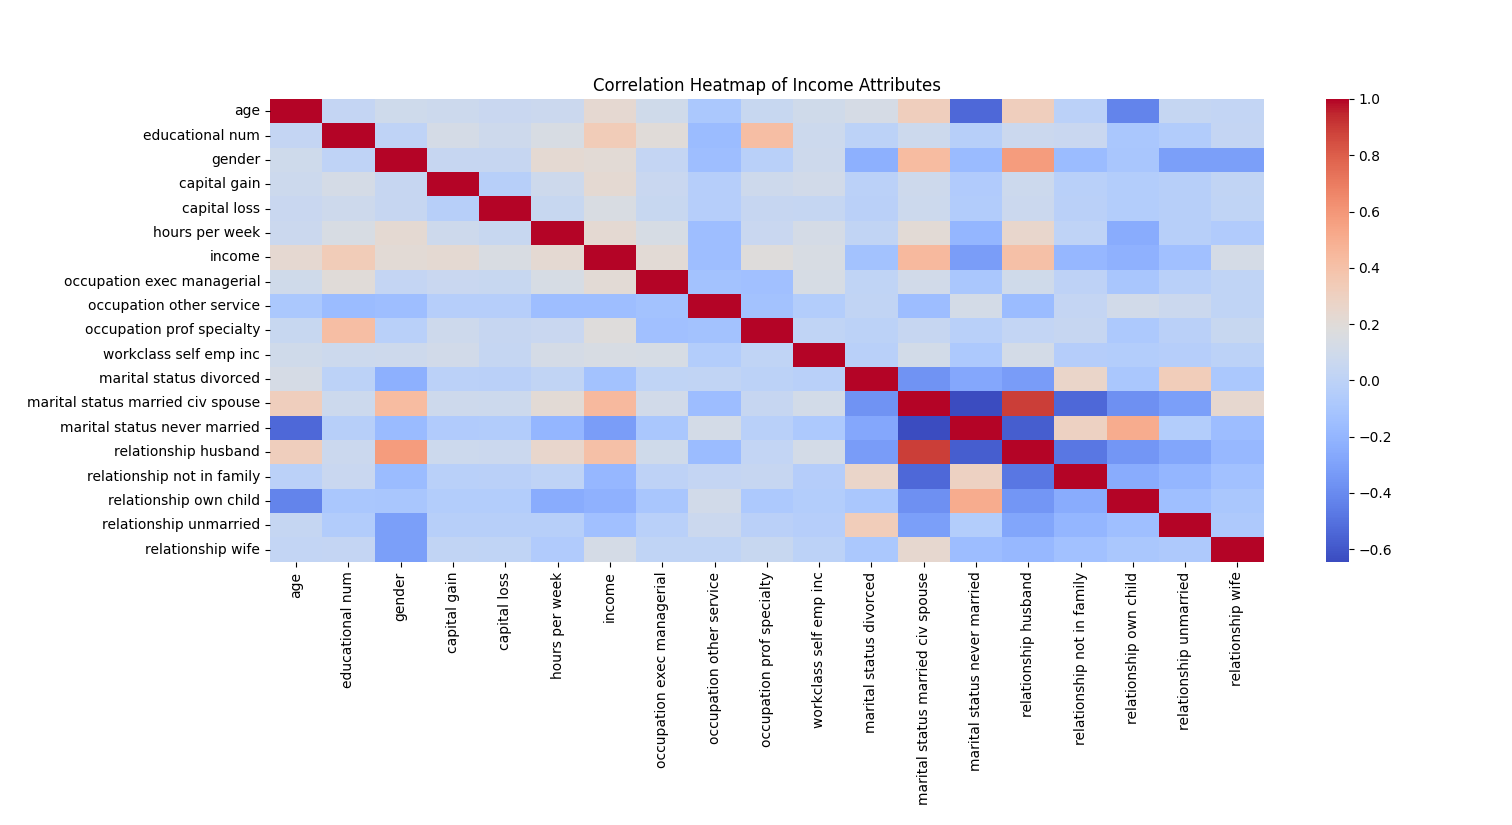 Correlation Heatmap of Income Attributes
age
educational num
gender
capital gain
capital loss
hours per week
income
occupation exec managerial
occupation other service
occupation prof specialty
workclass self emp inc
marital status divorced
marital status married civ spouse
marital status never married
relationship husband
relationship not in family
relationship own child
relationship unmarried
relationship wife
age
educational num
gender
capital gain
capital loss
hours per week
income
occupation exec managerial
occupation other service
occupation prof specialty
workclass self emp inc
marital status divorced
marital status married civ spouse
marital status never married
relationship husband
relationship not in family
relationship own child
relationship unmarried
relationship wife
1.0
0.8
0.6
0.4
0.2
0.0
−0.2
−0.4
−0.6